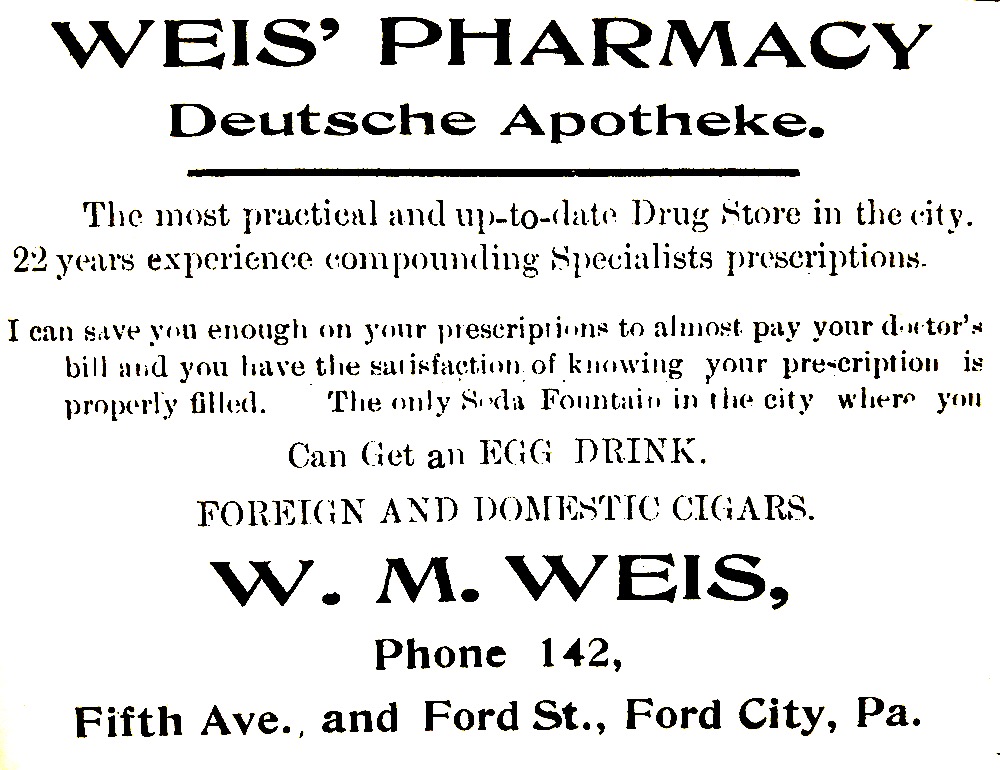 WEIS' PHARMACY
Deutsche Apotheke.
The most practical and up-to-date Drug Store in the city.
22 years experience compounding Specialists prescriptions.
I can save you enough on your prescriptions to almost pay your doctor's
bill and you have the satisfaction of knowing your prescription is
properly filled. The only Soda Fountain in the city where you
Can Get an EGG DRINK.
FOREIGN AND DOMESTIC CIGARS.
W. M. WEIS,
Phone 142,
Fifth Ave., and Ford St., Ford City, Pa.